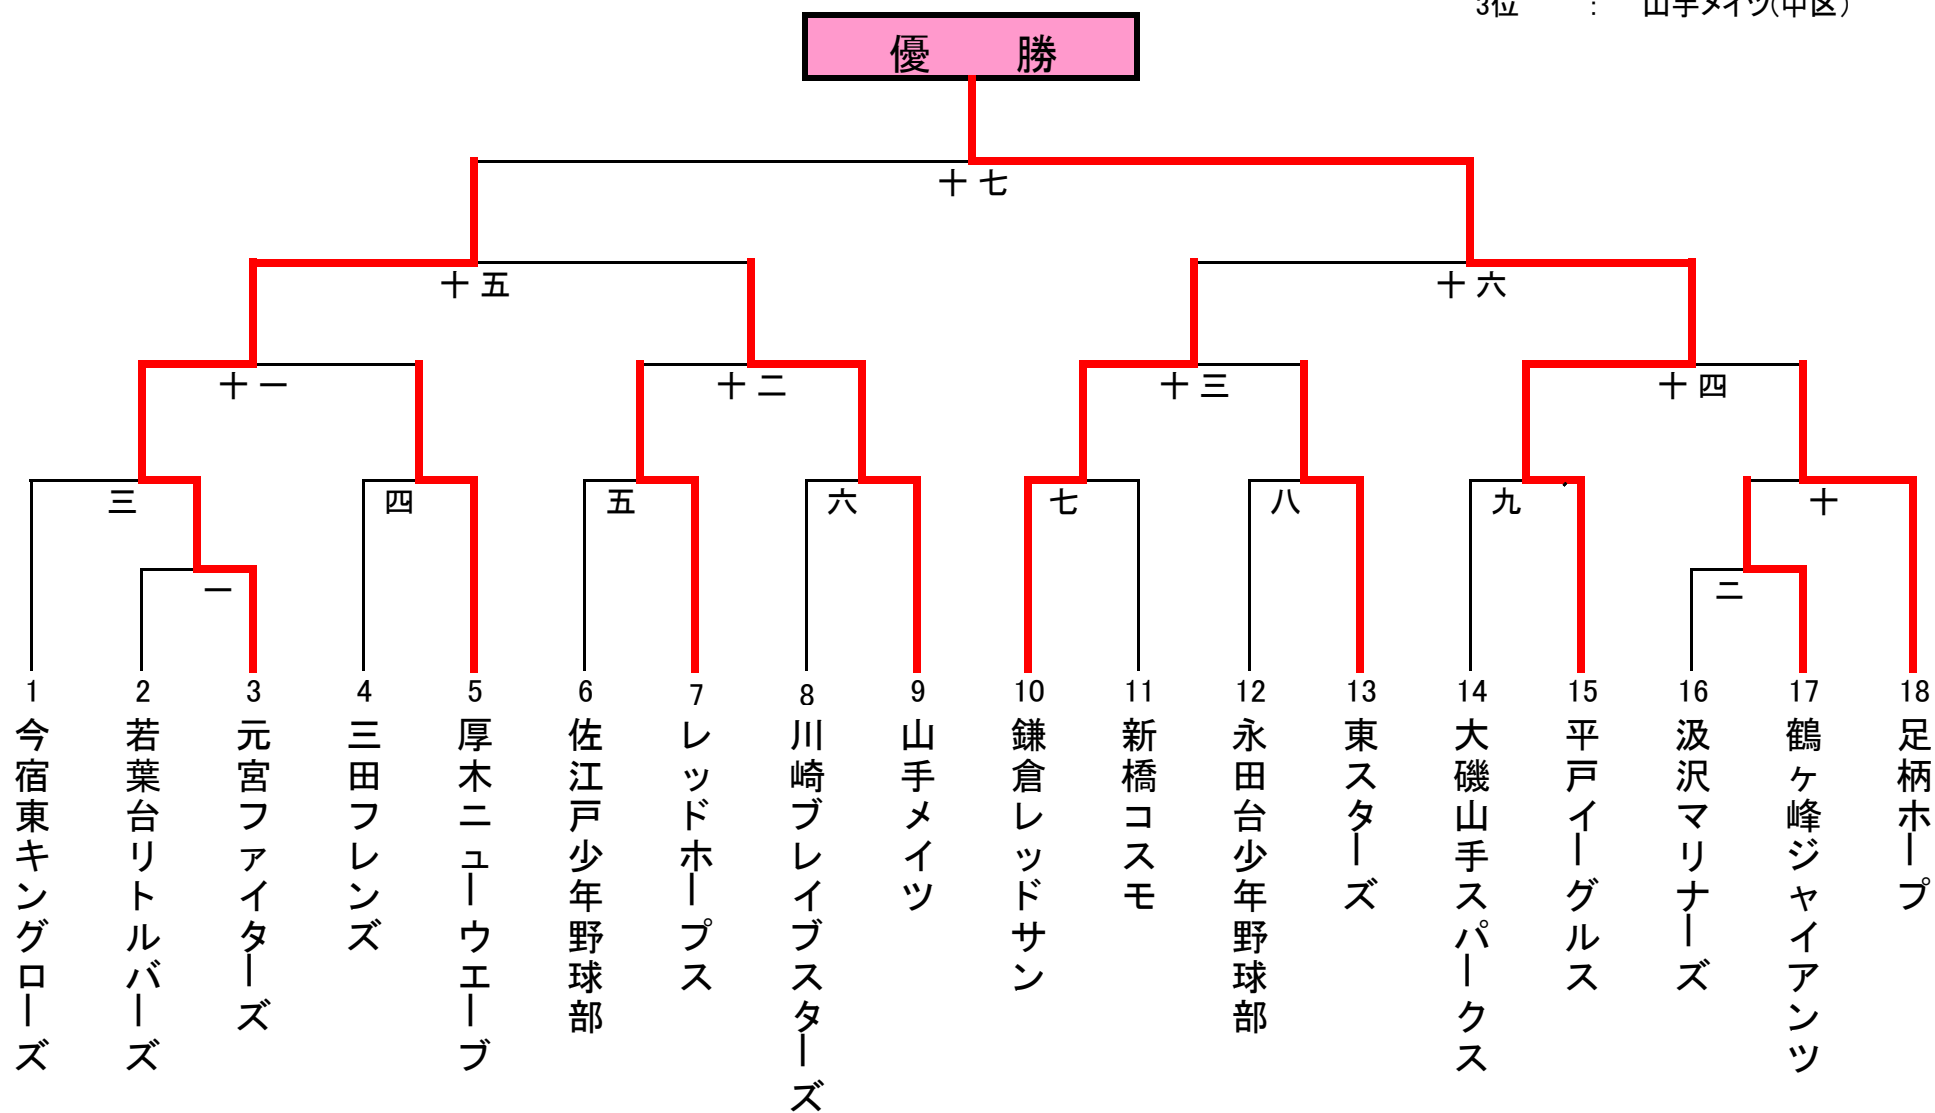 3位 : 山手メイツ(中区)
優 勝
十七
十五
十六
十一
十二
十三
十四
三
四
五
六
七
八
九
十
一
二
1
2
3
4
5
6
7
8
9
10
11
12
13
14
15
16
17
18
今宿東キングローズ
若葉台リトルバーズ
元宮ファイターズ
三田フレンズ
厚木ニューウエーブ
佐江戸少年野球部
レッドホープス
川崎ブレイブスターズ
山手メイツ
鎌倉レッドサン
新橋コスモ
永田台少年野球部
東スターズ
大磯山手スパークス
平戸イーグルス
汲沢マリナーズ
鶴ヶ峰ジャイアンツ
足柄ホープ